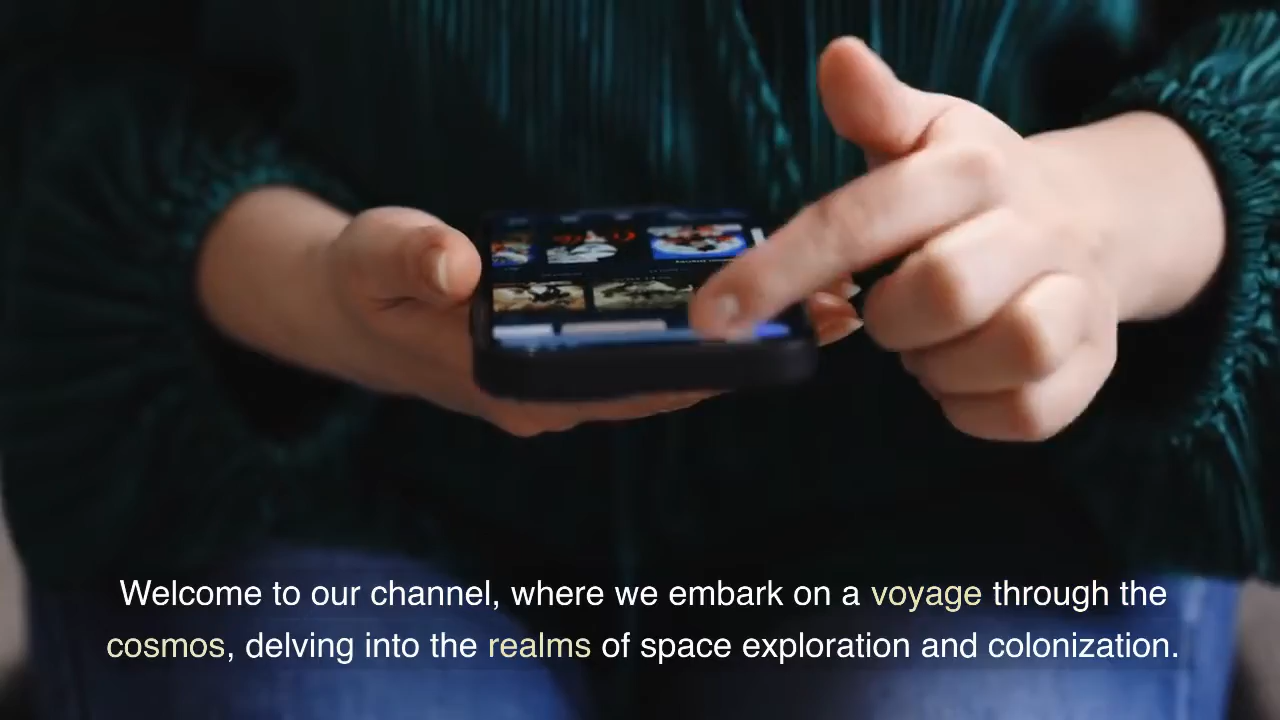 Welcome to our channel, where we embark on a voyage through the
cosmos, delving into the realms of space exploration and colonization.